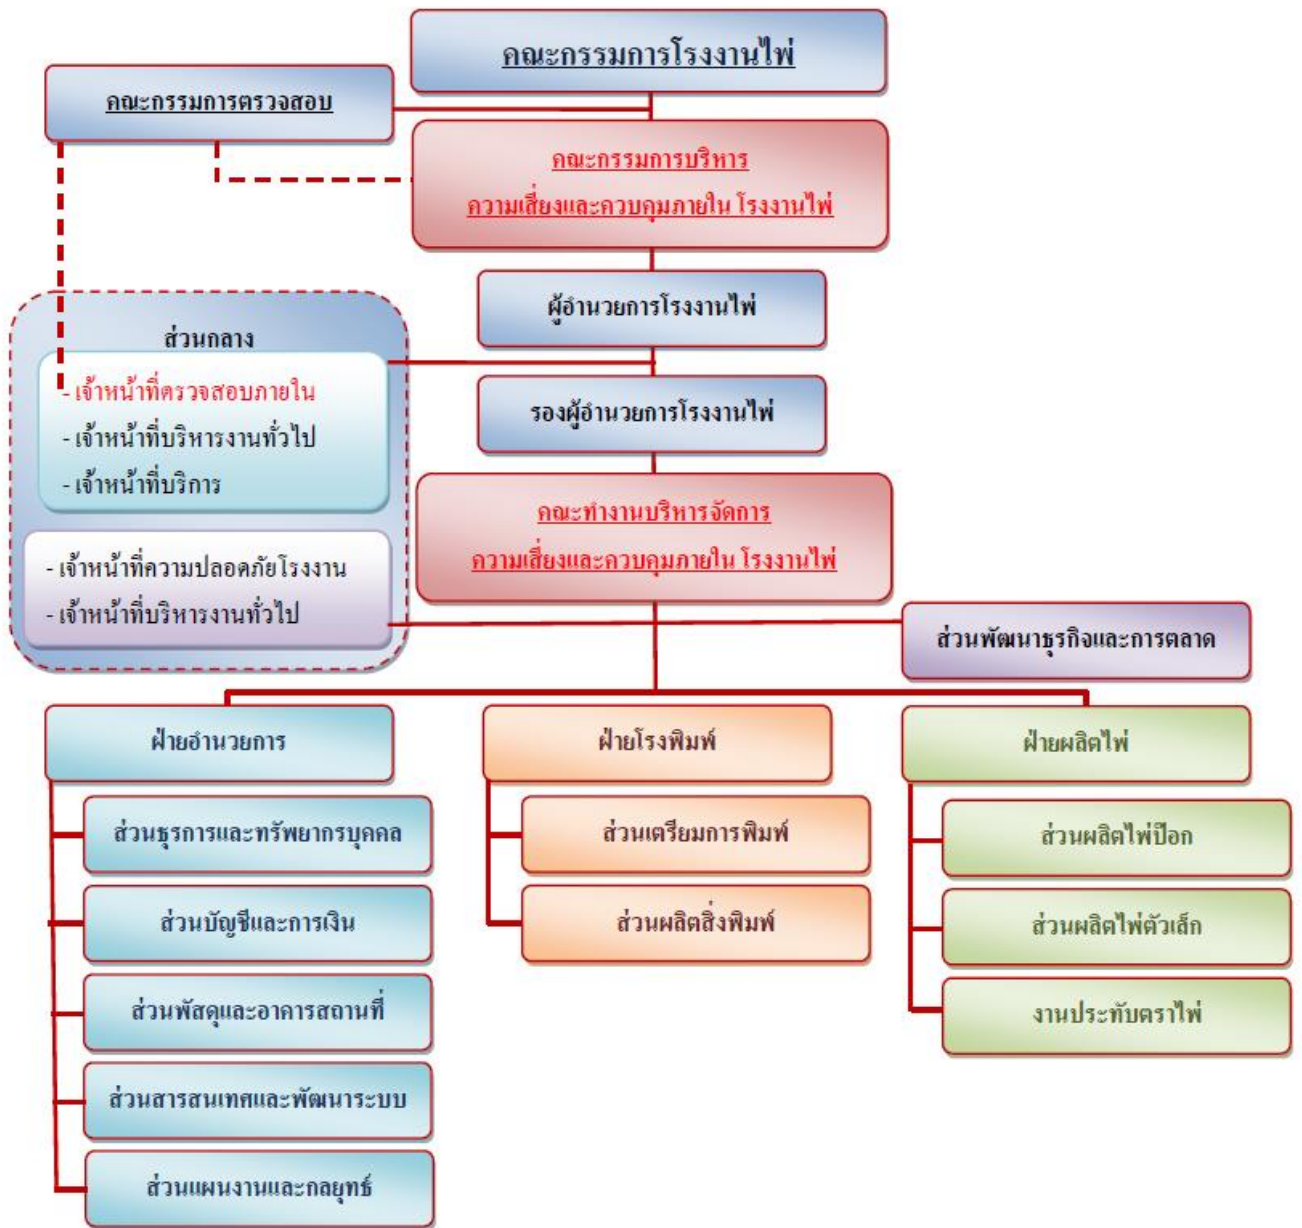 คณะกรรมการโรงงานไพ่
คณะกรรมการตรวจสอบ
คณะกรรมการบริหาร
ความเสี่ยงและควบคุมภายใน โรงงานไพ่
ผู้อำนวยการโรงงานไพ่
ส่วนกลาง
- เจ้าหน้าที่ตรวจสอบภายใน
- เจ้าหน้าที่บริหารงานทั่วไป
- เจ้าหน้าที่บริการ
รองผู้อำนวยการโรงงานไพ่
คณะทำงานบริหารจัดการ
ความเสี่ยงและควบคุมภายใน โรงงานไพ่
- เจ้าหน้าที่ความปลอดภัยโรงงาน
- เจ้าหน้าที่บริหารงานทั่วไป
ส่วนพัฒนาธุรกิจและการตลาด
ฝ่ายอำนวยการ
ส่วนธุรการและทรัพยากรบุคคล
ส่วนบัญชีและการเงิน
ส่วนพัสดุและอาคารสถานที่
ส่วนสารสนเทศและพัฒนาระบบ
ส่วนแผนงานและกลยุทธ์
ฝ่ายโรงพิมพ์
ส่วนเตรียมการพิมพ์
ส่วนผลิตสิ่งพิมพ์
ฝ่ายผลิตไพ่
ส่วนผลิตไพ่ป๊อก
ส่วนผลิตไพ่ตัวเล็ก
งานประทับตราไพ่